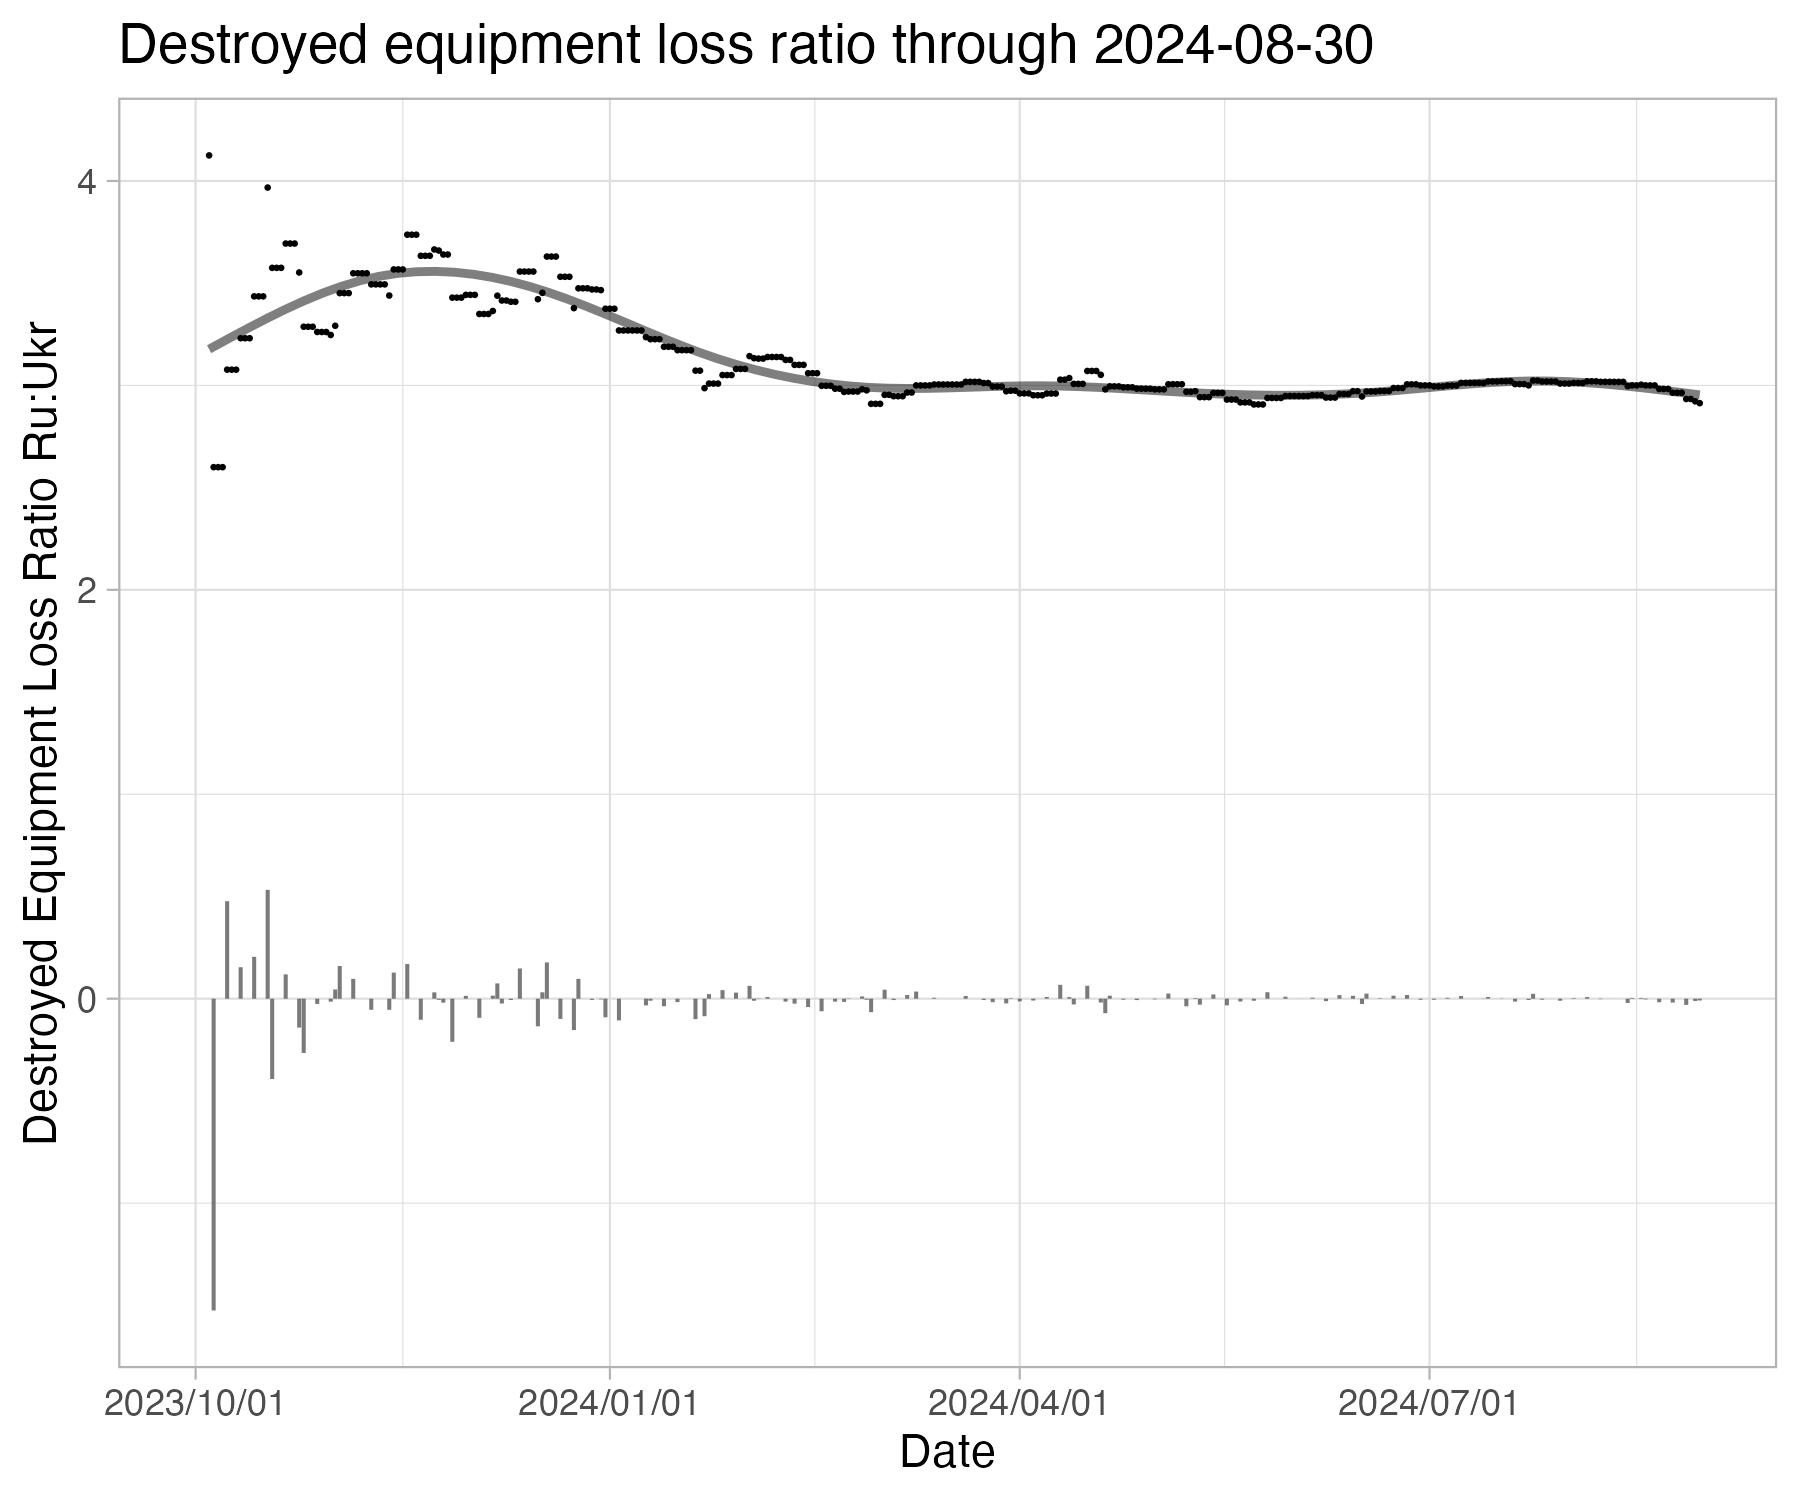 Destroyed equipment loss ratio through 2024-08-30
Destroyed Equipment Loss Ratio Ru:Ukr
4
2
0
2023/10/01
2024/01/01
2024/04/01
2024/07/01
Date